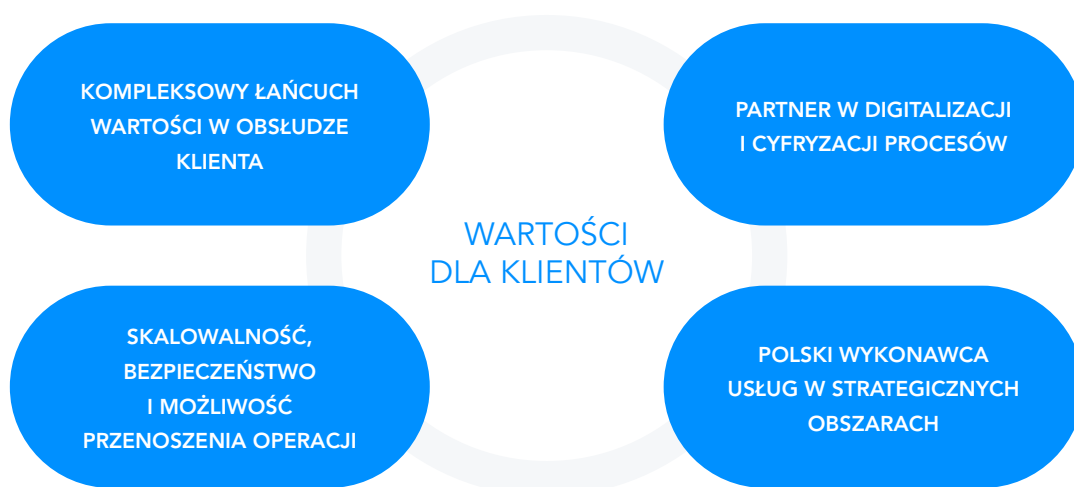 KOMPLEKSOWY ŁAŃCUCH
WARTOŚCI W OBSŁUDZE
KLIENTA
PARTNER W DIGITALIZACJI
I CYFRYZACJI PROCESÓW
WARTOŚCI
DLA KLIENTÓW
SKALOWALNOŚĆ,
BEZPIECZEŃSTWO
I MOŻLIWOŚĆ
PRZENOSZENIA OPERACJI
POLSKI WYKONAWCA
USŁUG W STRATEGICZNYCH
OBSZARACH